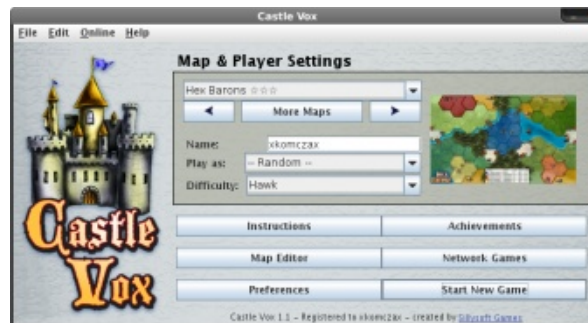 Castle Vox
File Edit Online Help
Map & Player Settings
Hex Barons ☆☆☆
More Maps
Name: xkomczax
Play as: -- Random --
Difficulty: Hawk
Castle
Vox
Instructions Achievements
Map Editor Network Games
Preferences Start New Game
Castle Vox 1.1 - Registered to xkomczax - created by Sillysoft Games